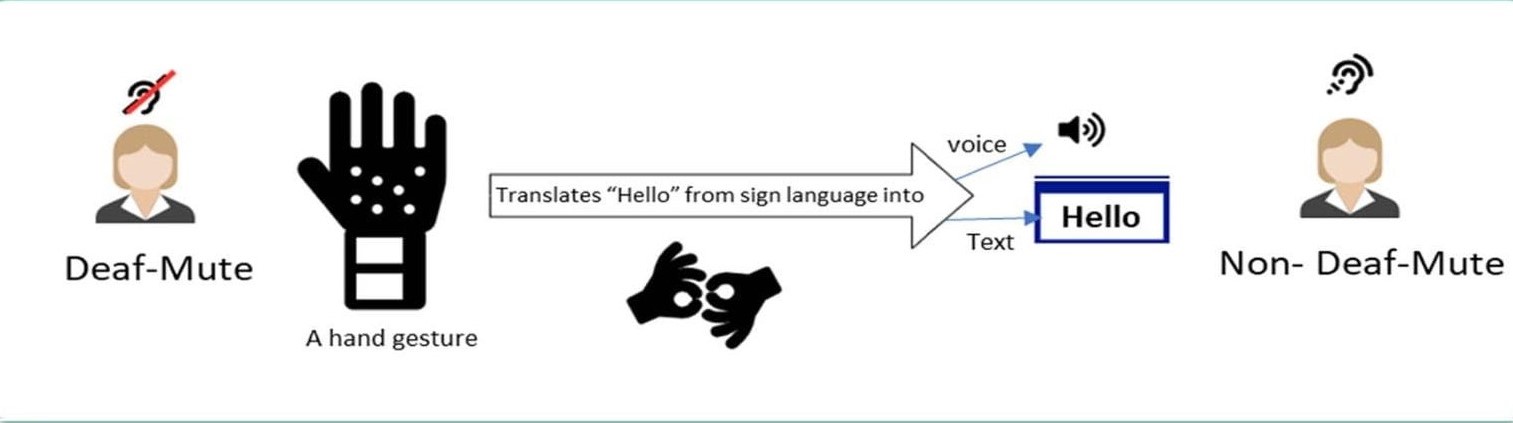 Deaf-Mute
A hand gesture
Translates “Hello” from sign language into
voice
Text
Hello
Non- Deaf-Mute